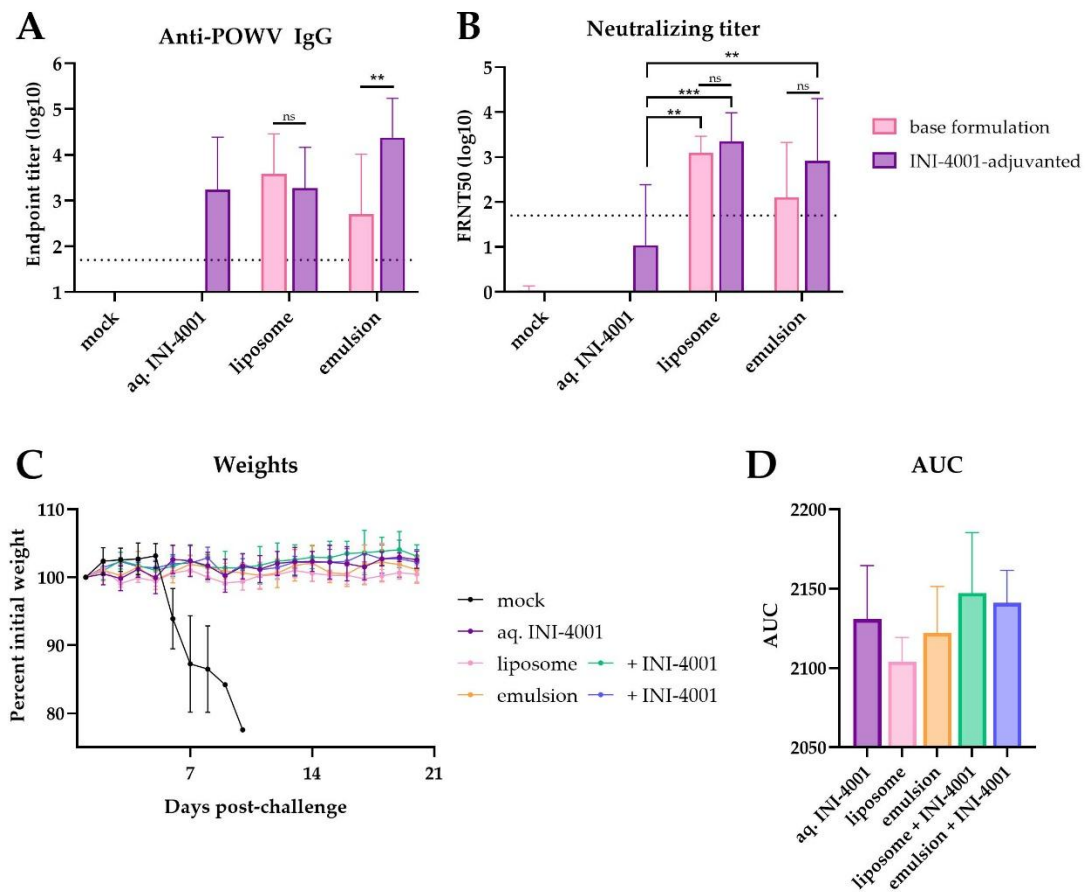 A
Anti-POWV IgG
Endpoint titer (log10)
6
5
4
3
2
1
ns
**
mock
aq. INI-4001
liposome
emulsion
B
Neutralizing titer
FRNT50 (log10)
5
4
3
2
1
0
**
ns
***
**
ns
mock
aq. INI-4001
liposome
emulsion
base formulation
INI-4001-adjuvanted
C
Weights
Percent initial weight
110
100
90
80
7
14
21
Days post-challenge
mock
aq. INI-4001
liposome + INI-4001
emulsion + INI-4001
D
AUC
AUC
2200
2150
2100
2050
aq. INI-4001
liposome
emulsion
liposome + INI-4001
emulsion + INI-4001